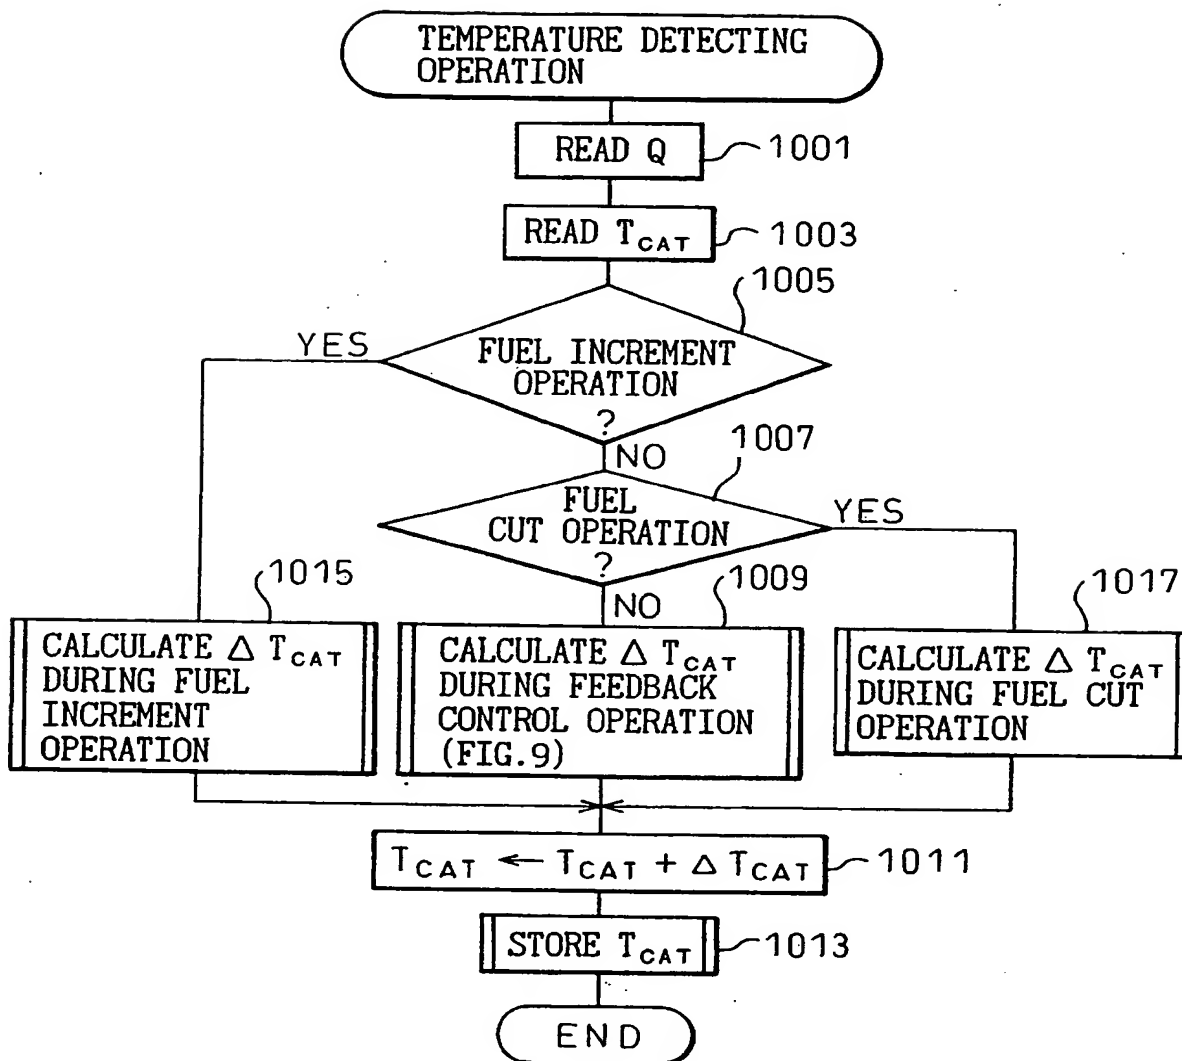 TEMPERATURE DETECTING
OPERATION
READ Q
1001
READ T_CAT
1003
1005
YES
FUEL INCREMENT
OPERATION
?
NO
1007
FUEL
CUT OPERATION
?
YES
NO
1015
CALCULATE Δ T_CAT
DURING FUEL
INCREMENT
OPERATION
1009
CALCULATE Δ T_CAT
DURING FEEDBACK
CONTROL OPERATION
(FIG.9)
1017
CALCULATE Δ T_CAT
DURING FUEL CUT
OPERATION
T_CAT ← T_CAT + Δ T_CAT
1011
STORE T_CAT
1013
END